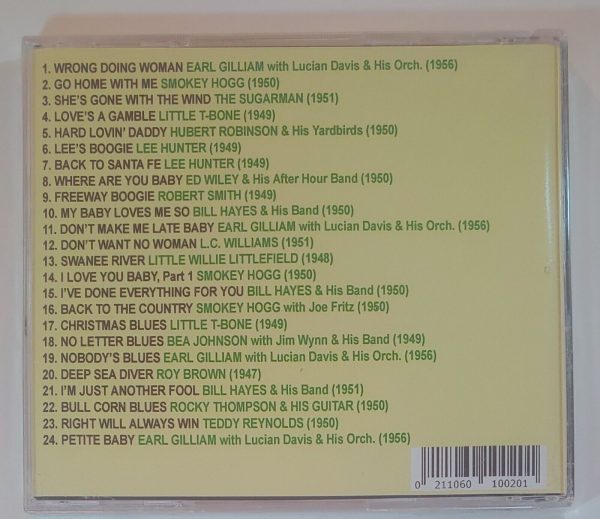 1. WRONG DOING WOMAN EARL GILLIAM with Lucian Davis & His Orch. (1956)
2. GO HOME WITH ME SMOKEY HOGG (1950)
3. SHE'S GONE WITH THE WIND THE SUGARMAN (1951)
4. LOVE'S A GAMBLE LITTLE T-BONE (1949)
5. HARD LOVIN' DADDY HUBERT ROBINSON & His Yardbirds (1950)
6. LEE'S BOOGIE LEE HUNTER (1949)
7. BACK TO SANTA FE LEE HUNTER (1949)
8. WHERE ARE YOU BABY ED WILEY & His After Hour Band (1950)
9. FREEWAY BOOGIE ROBERT SMITH (1949)
10. MY BABY LOVES ME SO BILL HAYES & His Band (1950)
11. DON'T MAKE ME LATE BABY EARL GILLIAM with Lucian Davis & His Orch. (1956)
12. DON'T WANT NO WOMAN L.C. WILLIAMS (1951)
13. SWANEE RIVER LITTLE WILLIE LITTLEFIELD (1948)
14. I LOVE YOU BABY, Part 1 SMOKEY HOGG (1950)
15. I'VE DONE EVERYTHING FOR YOU BILL HAYES & His Band (1950)
16. BACK TO THE COUNTRY SMOKEY HOGG with Joe Fritz (1950)
17. CHRISTMAS BLUES LITTLE T-BONE (1949)
18. NO LETTER BLUES BEA JOHNSON with Jim Wynn & His Band (1949)
19. NOBODY'S BLUES EARL GILLIAM with Lucian Davis & His Orch. (1956)
20. DEEP SEA DIVER ROY BROWN (1947)
21. I'M JUST ANOTHER FOOL BILL HAYES & His Band (1951)
22. BULL CORN BLUES ROCKY THOMPSON & HIS GUITAR (1950)
23. RIGHT WILL ALWAYS WIN TEDDY REYNOLDS (1950)
24. PETITE BABY EARL GILLIAM with Lucian Davis & His Orch. (1956)
0 211060 100201